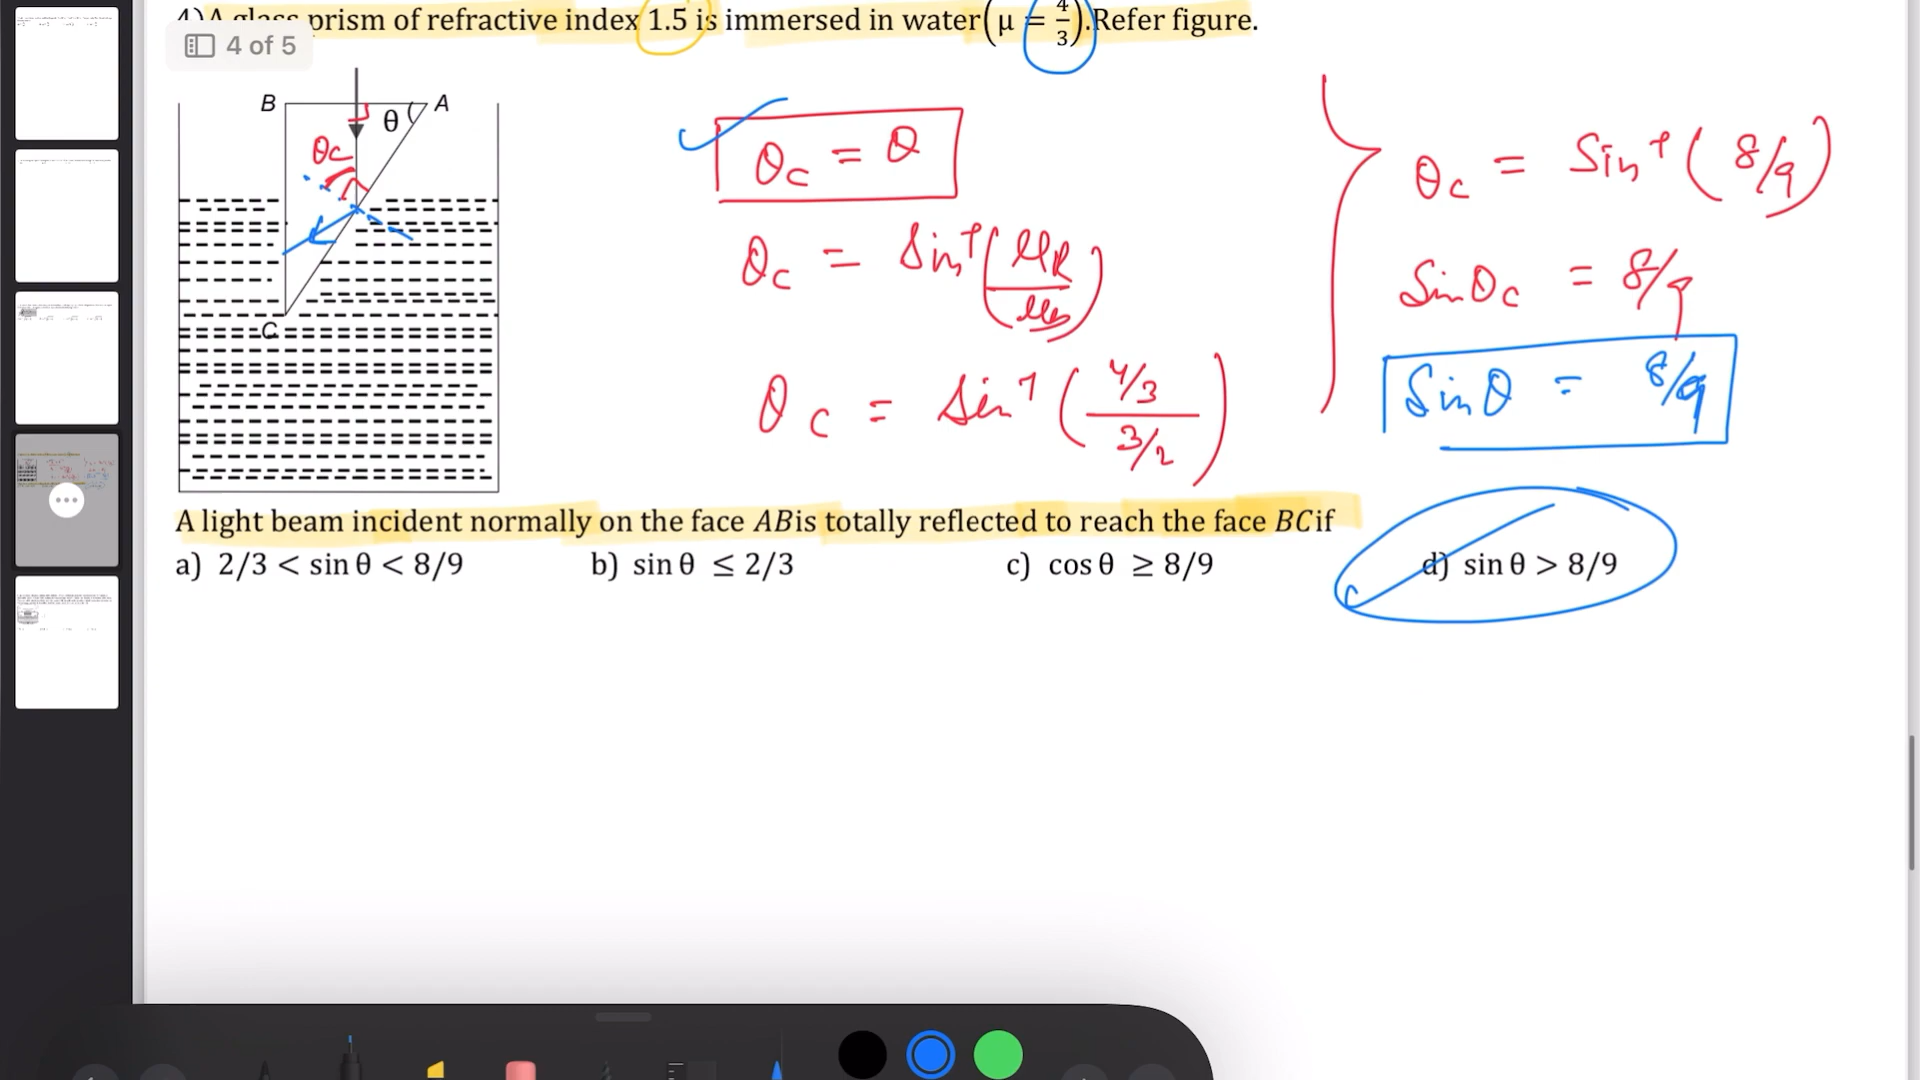 4) A glass prism of refractive index 1.5 is immersed in water (μ = 4/3). Refer figure.
4 of 5
B
A
θ
θc
C
θc = θ
θc = Sin⁻¹(μR/μD)
θc = Sin⁻¹((4/3)/(3/2))
θc = Sin⁻¹(8/9)
Sinθc = 8/9
Sinθ = 8/9
A light beam incident normally on the face AB is totally reflected to reach the face BC if
a) 2/3 < sin θ < 8/9 b) sin θ ≤ 2/3 c) cos θ ≥ 8/9 d) sin θ > 8/9